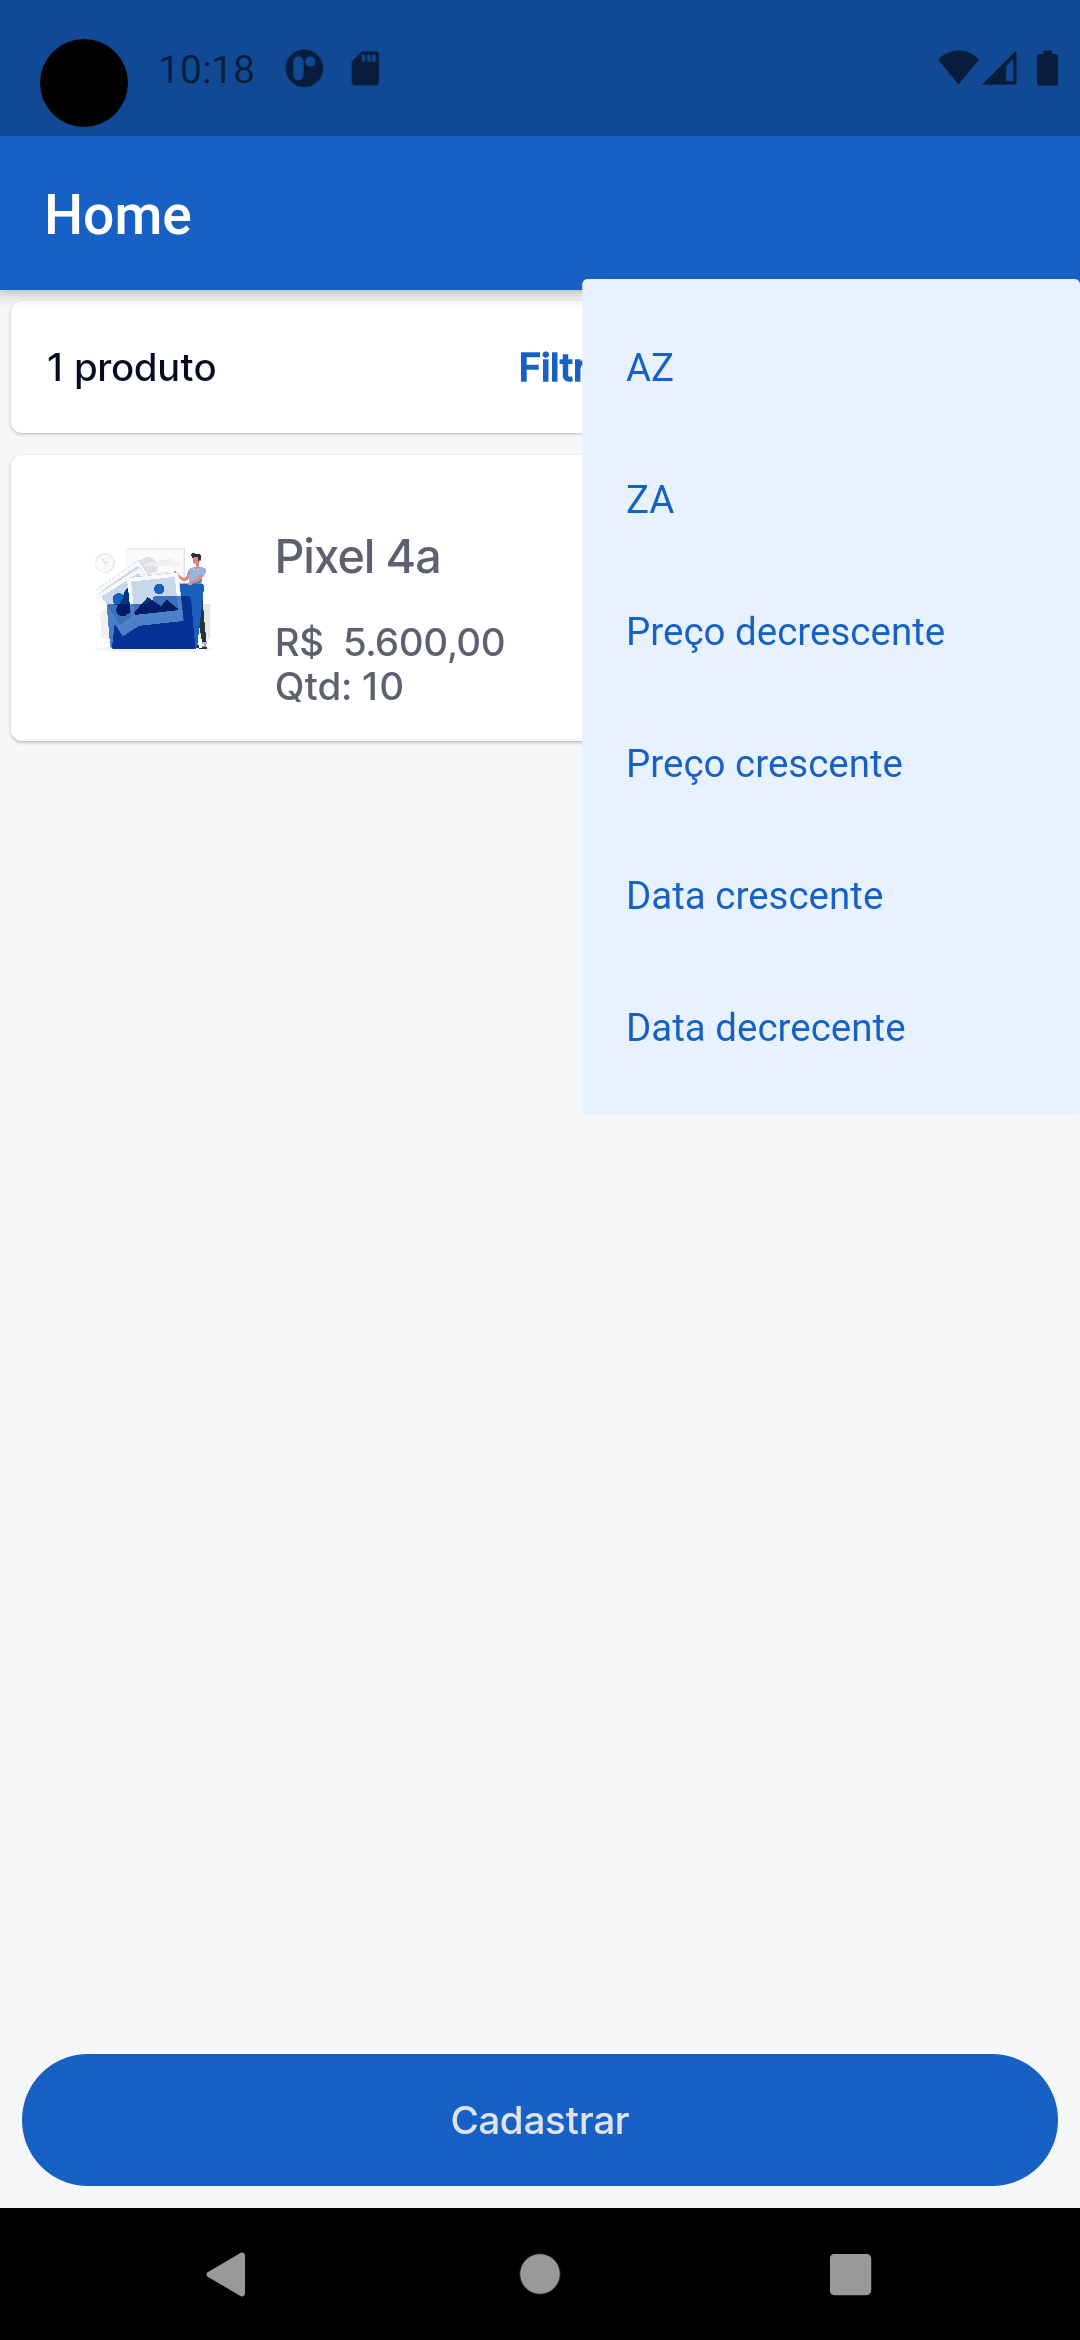 10:18
Home
1 produto
Filtr
AZ
ZA
Preço decrescente
Preço crescente
Data crescente
Data decrecente
Pixel 4a
R$ 5.600,00
Qtd: 10
Cadastrar